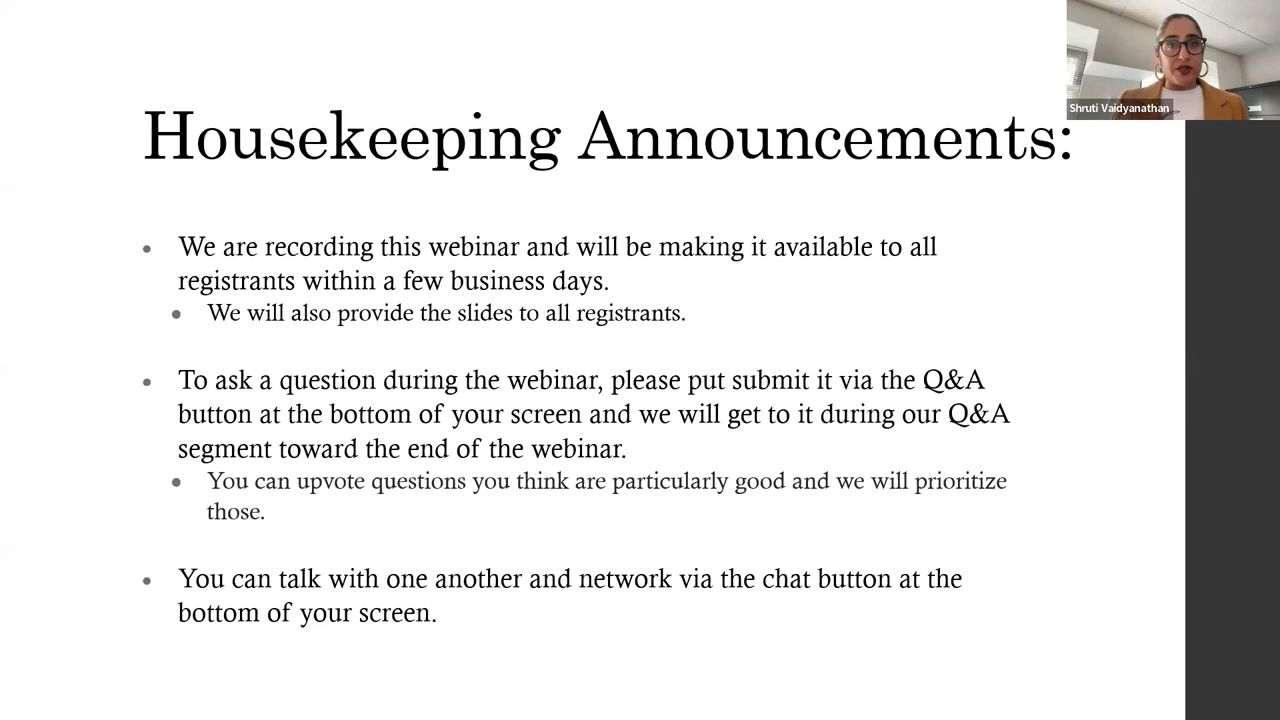 Shruti Vaidyanathan
Housekeeping Announcements:
We are recording this webinar and will be making it available to all
registrants within a few business days.
We will also provide the slides to all registrants.
To ask a question during the webinar, please put submit it via the Q&A
button at the bottom of your screen and we will get to it during our Q&A
segment toward the end of the webinar.
You can upvote questions you think are particularly good and we will prioritize
those.
You can talk with one another and network via the chat button at the
bottom of your screen.